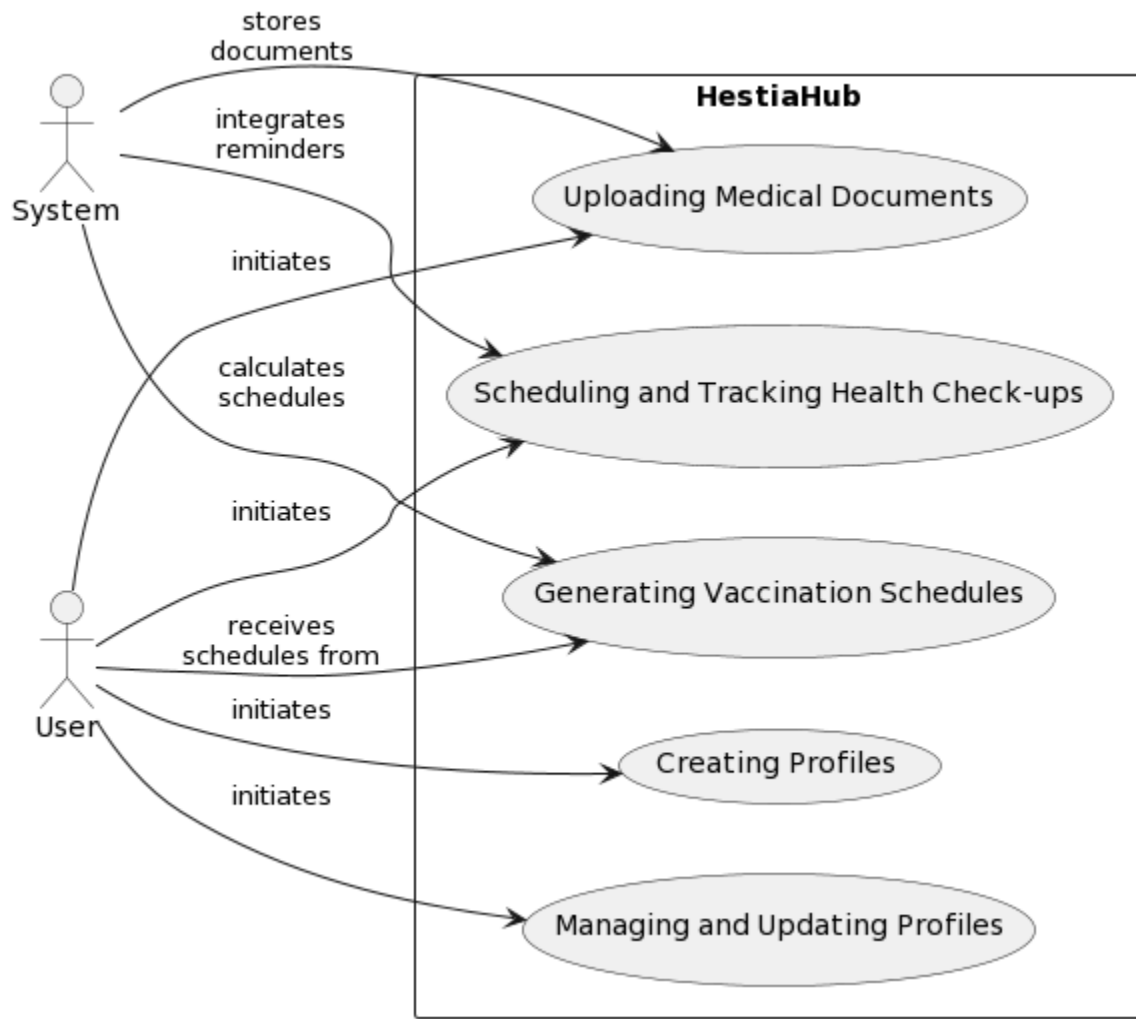 stores
documents
HestiaHub
integrates
reminders
Uploading Medical Documents
System
initiates
calculates
schedules
Scheduling and Tracking Health Check-ups
initiates
Generating Vaccination Schedules
receives
schedules from
User
initiates
Creating Profiles
initiates
Managing and Updating Profiles